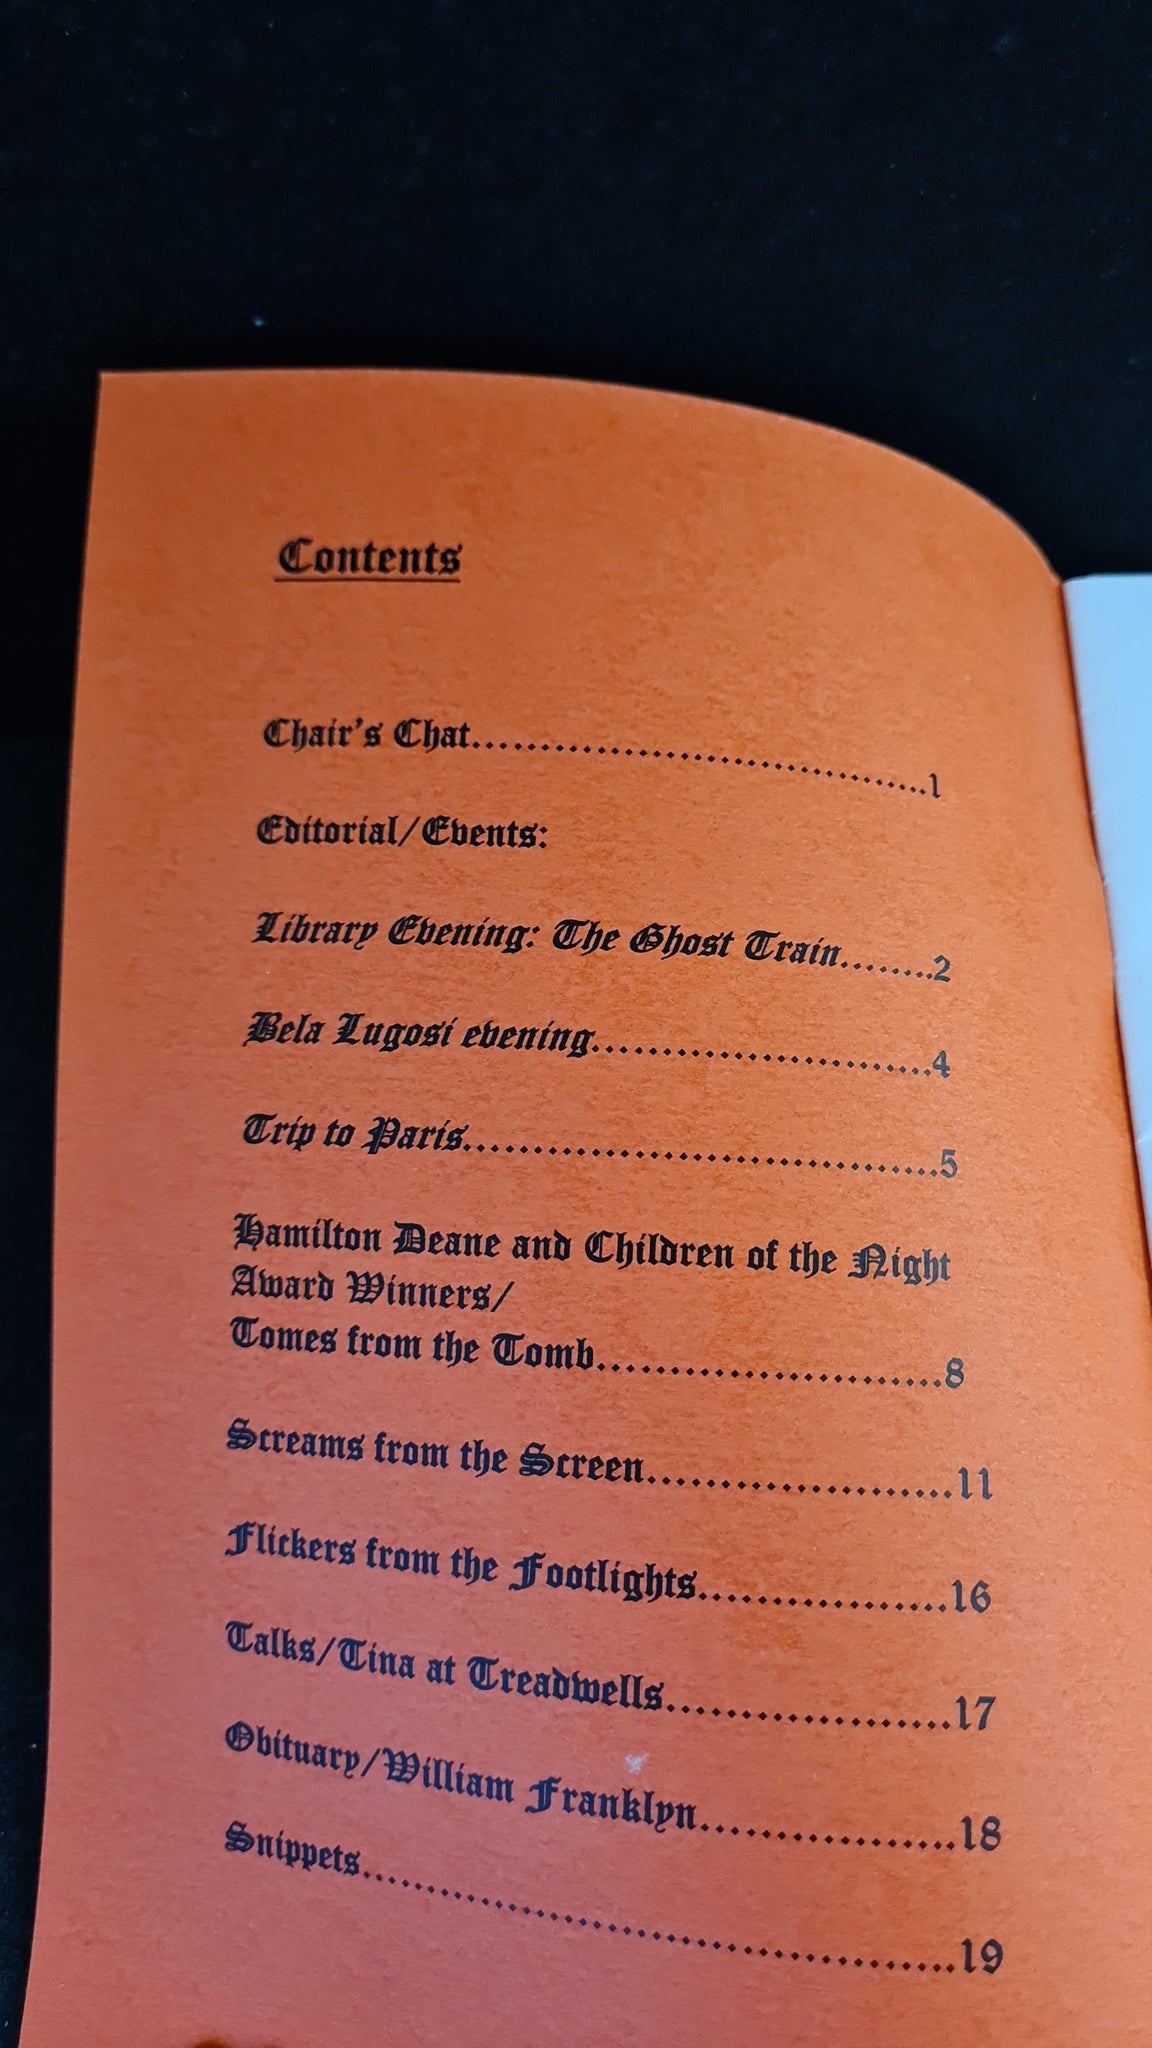 Contents
Chair's Chat..................................1
Editorial/Events:
Library Evening: The Ghost Train........2
Bela Lugosi evening.........................4
Trip to Paris...................................5
Hamilton Deane and Children of the Night
Award Winners/
Tomes from the Tomb........................8
Screams from the Screen.....................11
Flickers from the Footlights.................16
Talks/Tina at Treadwells...................17
Obituary/William Franklyn.................18
Snippets........................................19